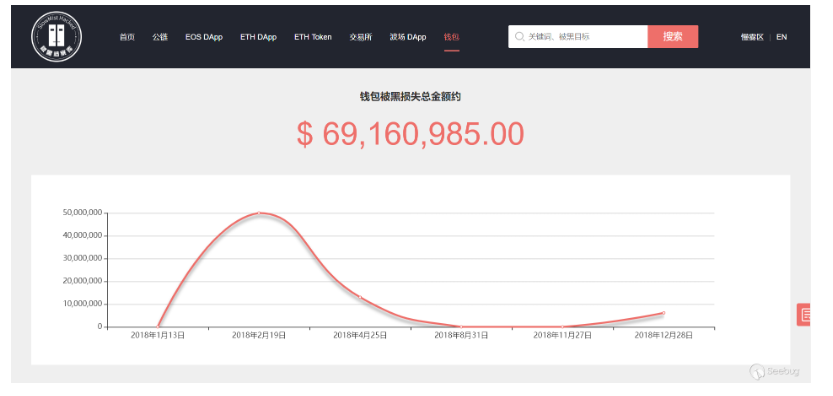 SlowMist Hacked
首页 公链 EOS DApp ETH DApp ETH Token 交易所 波场 DApp 钱包
关键词、被黑目标
搜索
慢雾区 | EN
钱包被黑损失总金额约
$ 69,160,985.00
50,000,000
40,000,000
30,000,000
20,000,000
10,000,000
0
2018年1月13日 2018年2月19日 2018年4月25日 2018年8月31日 2018年11月27日 2018年12月28日
Seebug